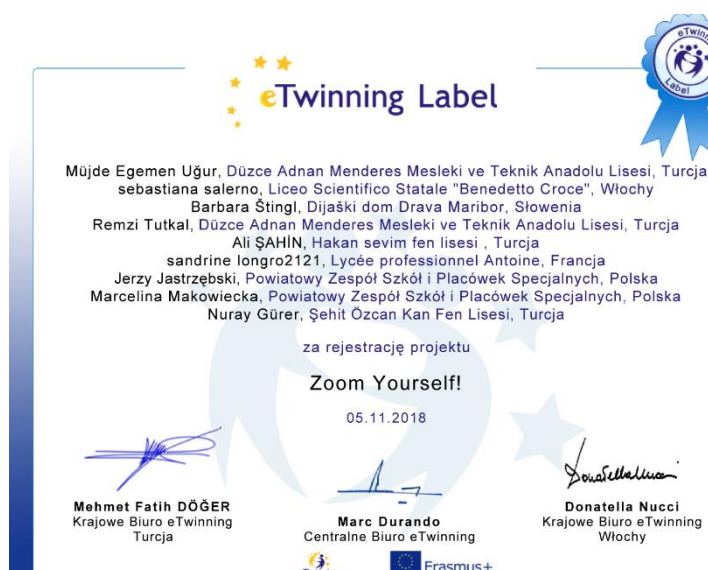 eTwinning Label
Label
Müjde Egemen Uğur, Düzce Adnan Menderes Mesleki ve Teknik Anadolu Lisesi, Turcja
sebastiana salerno, Liceo Scientifico Statale "Benedetto Croce", Włochy
Barbara Štingl, Dijaški dom Drava Maribor, Słowenia
Remzi Tutkal, Düzce Adnan Menderes Mesleki ve Teknik Anadolu Lisesi, Turcja
Ali ŞAHİN, Hakan sevim fen lisesi , Turcja
sandrine longro2121, Lycée professionnel Antoine, Francja
Jerzy Jastrzębski, Powiatowy Zespół Szkół i Placówek Specjalnych, Polska
Marcelina Makowiecka, Powiatowy Zespół Szkół i Placówek Specjalnych, Polska
Nuray Gürer, Şehit Özcan Kan Fen Lisesi, Turcja
za rejestrację projektu
Zoom Yourself!
05.11.2018
Mehmet Fatih DÖĞER
Krajowe Biuro eTwinning
Turcja
Marc Durando
Centralne Biuro eTwinning
Donatella Nucci
Krajowe Biuro eTwinning
Włochy
Erasmus+